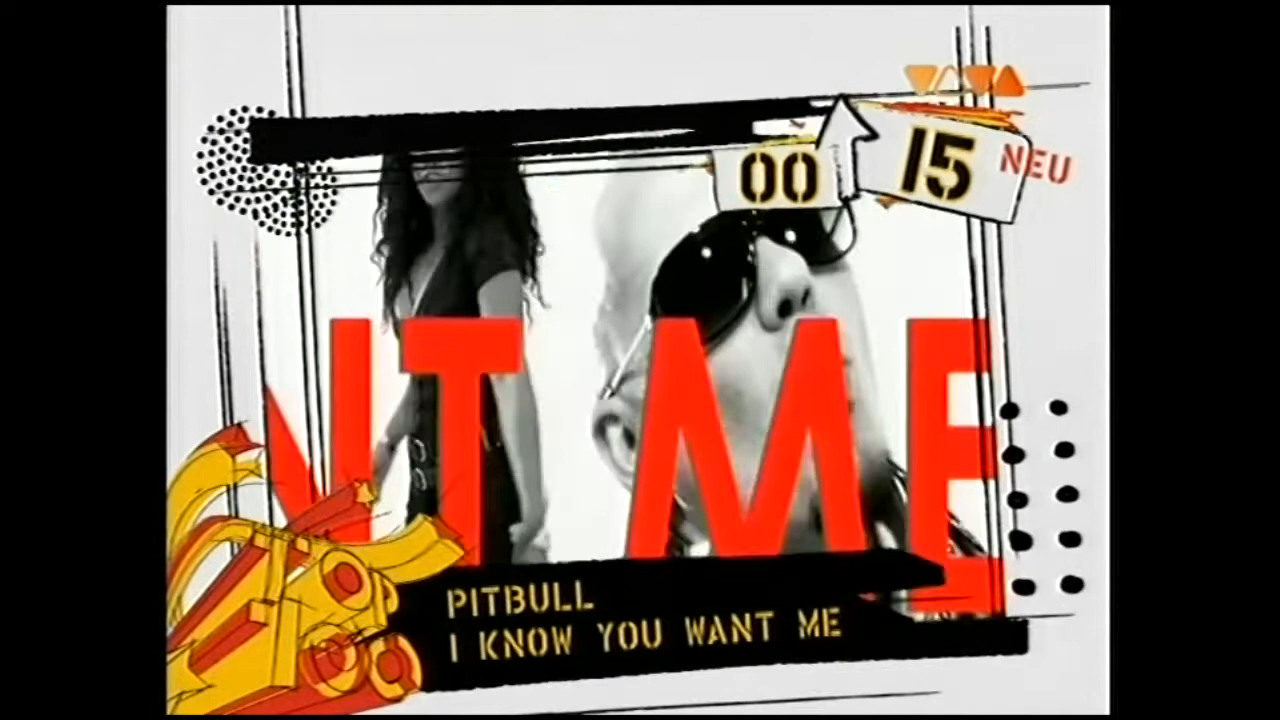 VIVA
00
15
NEU
NT ME
PITBULL
I KNOW YOU WANT ME